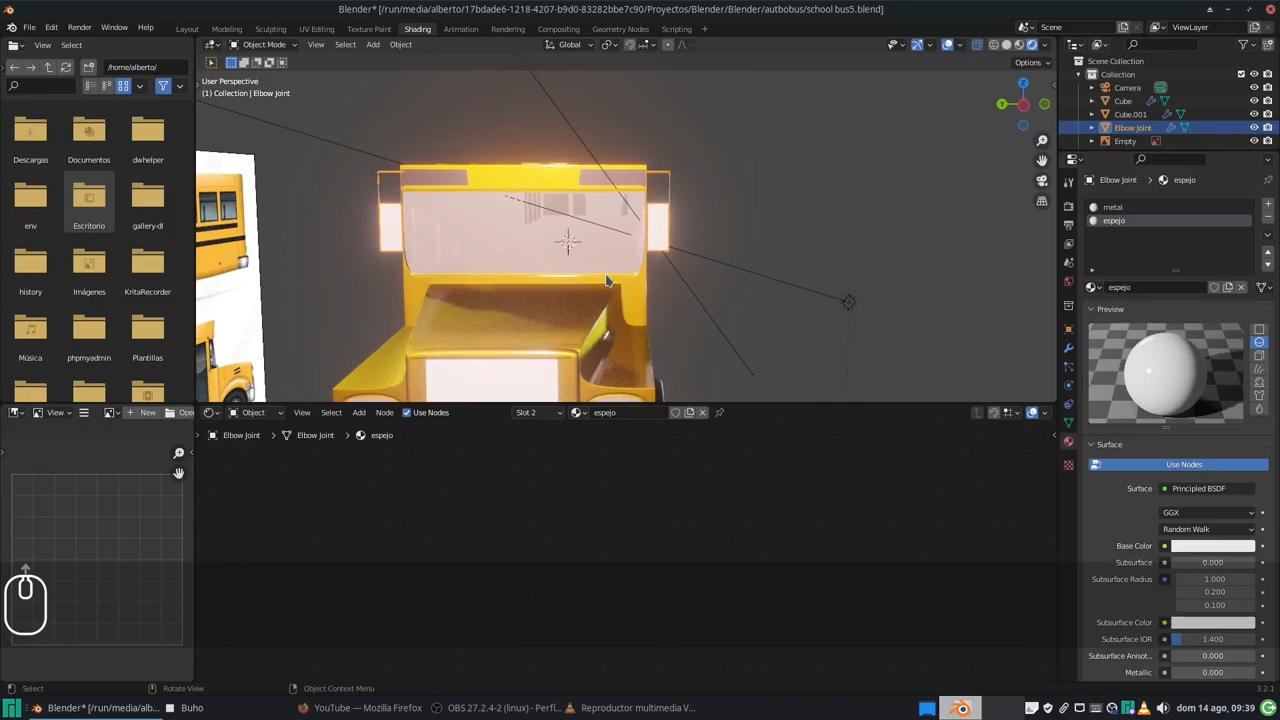 Blender* [/run/media/alberto/17bdade6-1218-4207-b9d0-83282bbe7c90/Proyectos/Blender/Blender/autbobus/school bus5.blend]
File Edit Render Window Help Layout Modeling Sculpting UV Editing Texture Paint Shading Animation Rendering Compositing Geometry Nodes Scripting + Scene ViewLayer
View Select Object Mode View Select Add Object Global
/home/alberto/ Options
User Perspective
(1) Collection | Elbow Joint
Scene Collection
Collection
Camera
Cube
Cube.001
Elbow Joint
Empty
Descargas Documentos dwhelper
env Escritorio gallery-dl
history Imágenes KritaRecorder
Música phpmyadmin Plantillas
Elbow Joint espejo
metal
espejo
espejo
Preview
View New Open Object View Select Add Node Use Nodes Slot 2 espejo
Elbow Joint Elbow Joint espejo
Surface
Use Nodes
Surface Principled BSDF
GGX
Random Walk
Base Color
Subsurface 0.000
Subsurface Radius 1.000
0.200
0.100
Subsurface Color
Subsurface IOR 1.400
Subsurface Anisot... 0.000
Metallic 0.000
Select Rotate View Object Context Menu 3.2.1
Blender* [/run/media/alb... Buho YouTube — Mozilla Firefox OBS 27.2.4-2 (linux) - Perfi... Reproductor multimedia V... dom 14 ago, 09:39